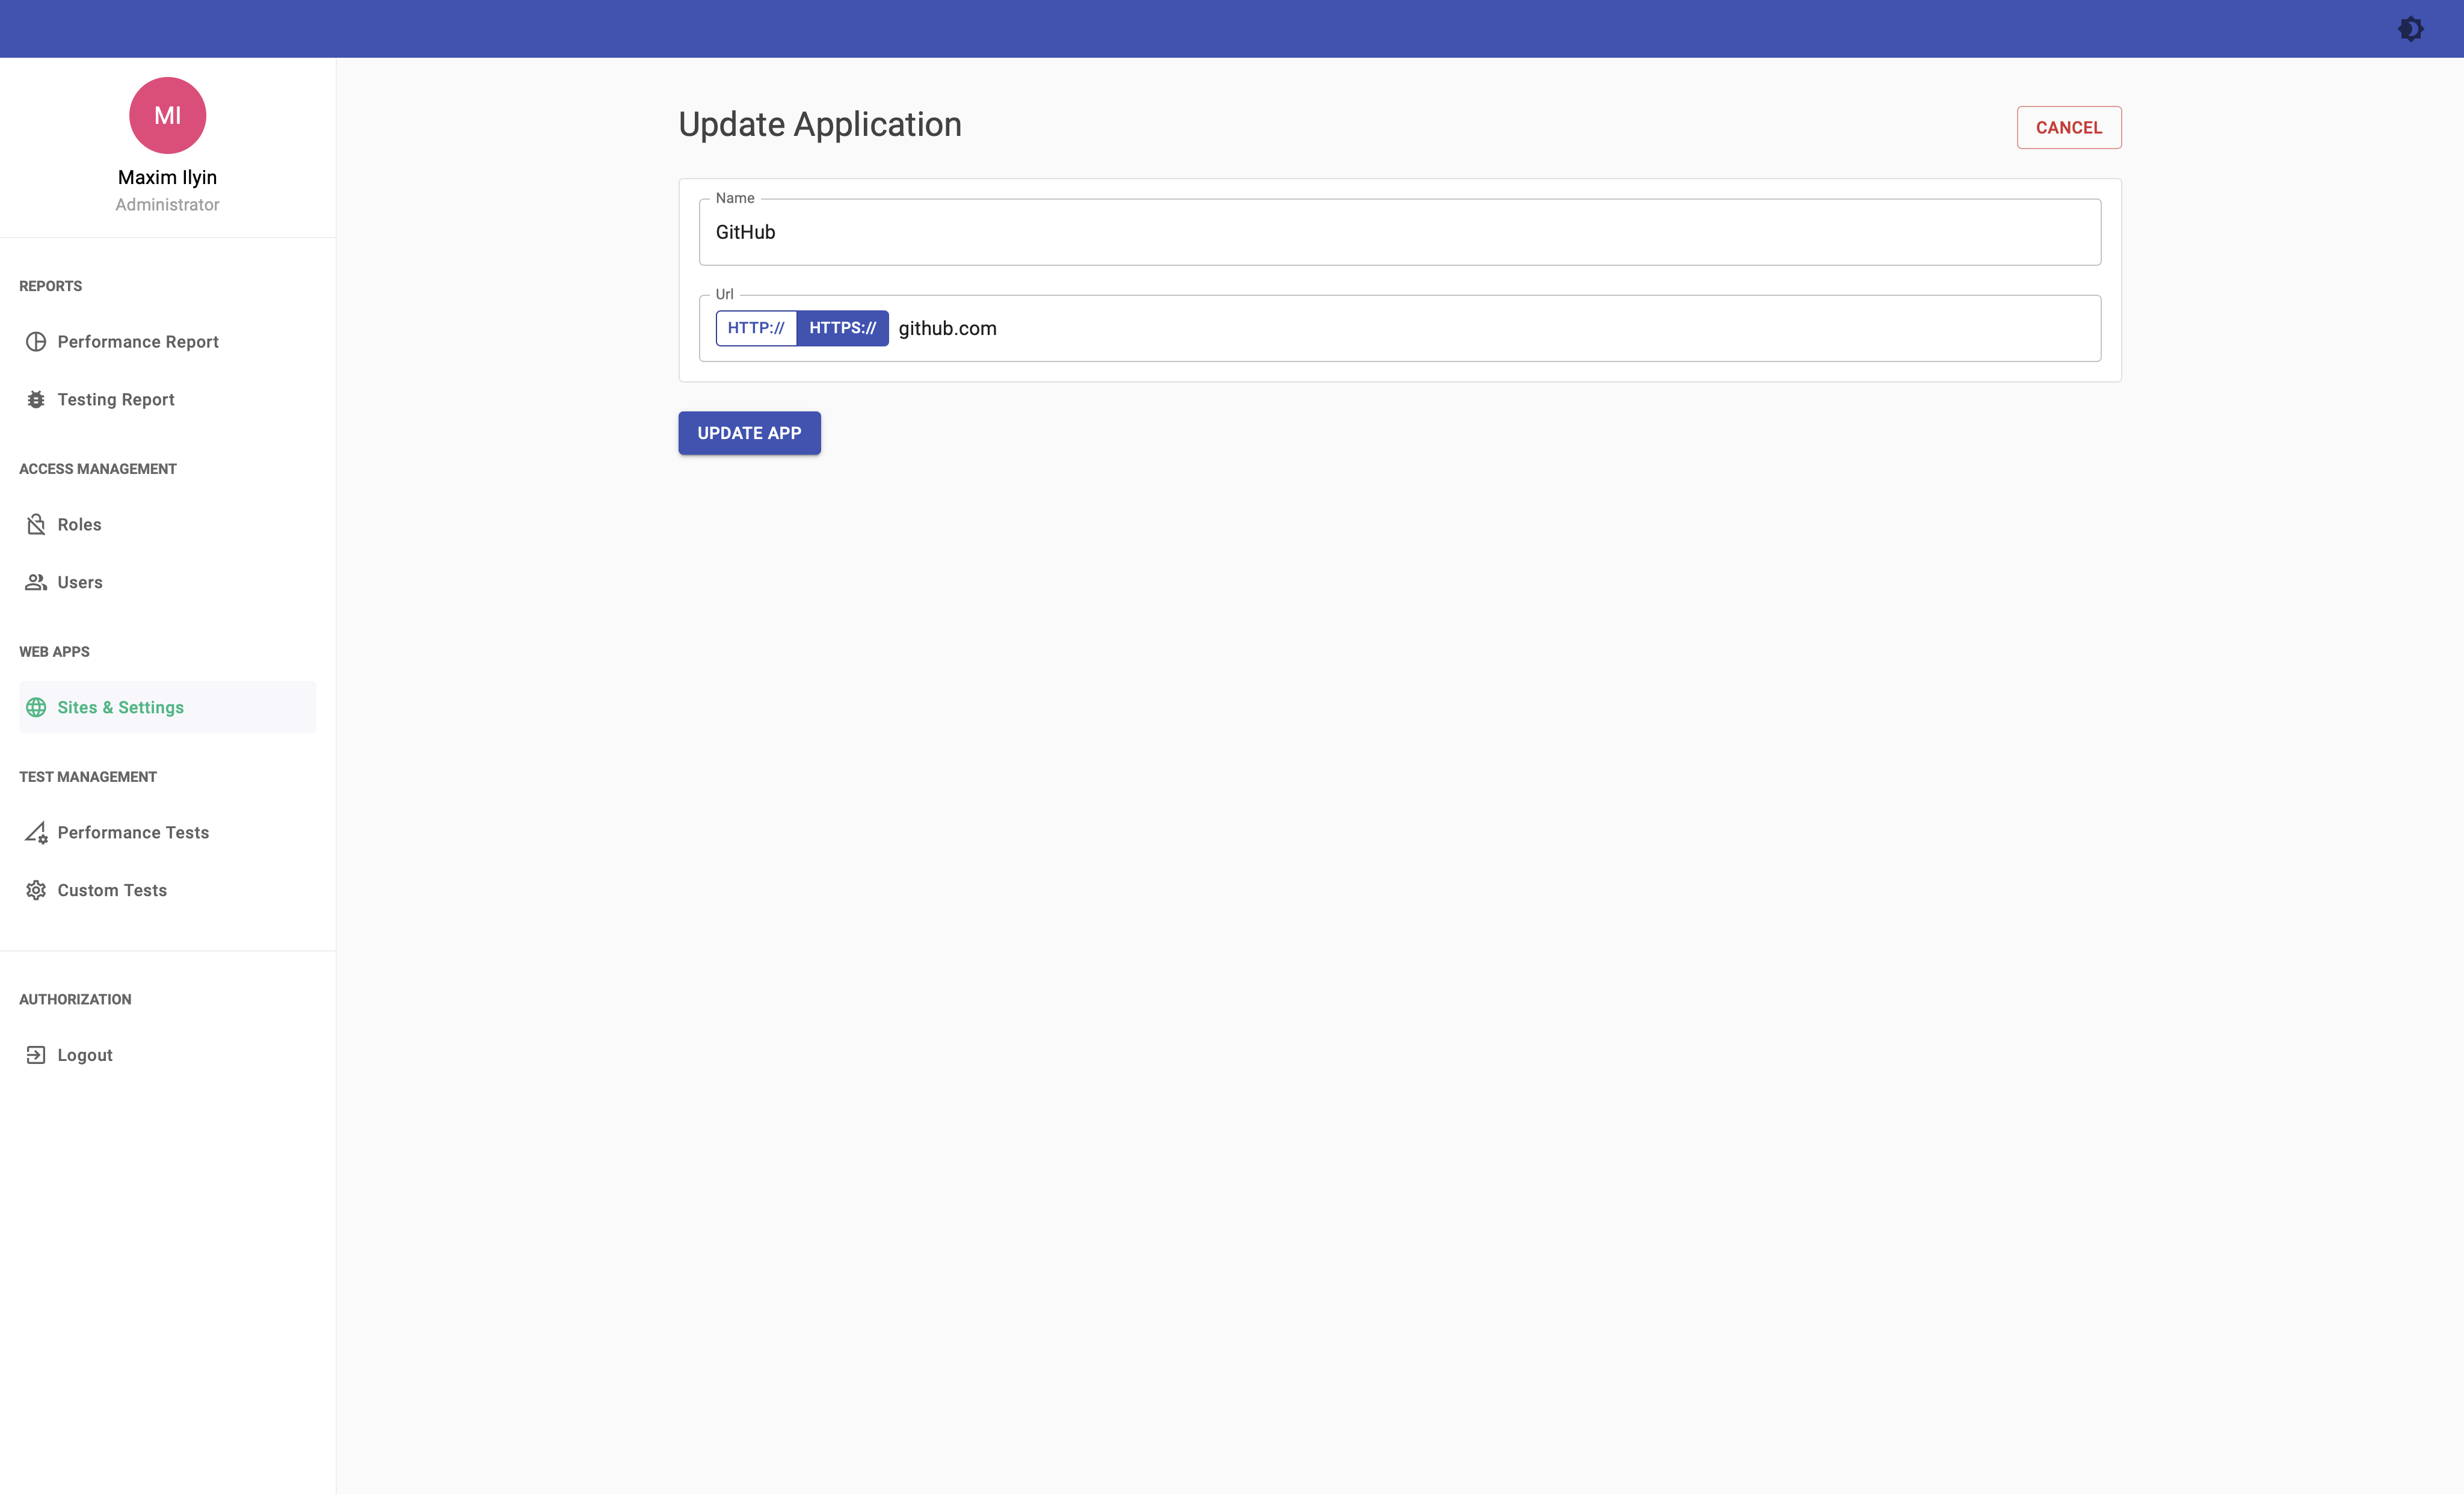 MI
Maxim Ilyin
Administrator
REPORTS
Performance Report
Testing Report
ACCESS MANAGEMENT
Roles
Users
WEB APPS
Sites & Settings
TEST MANAGEMENT
Performance Tests
Custom Tests
AUTHORIZATION
Logout
Update Application
CANCEL
Name
GitHub
Url
HTTP:// HTTPS:// github.com
UPDATE APP